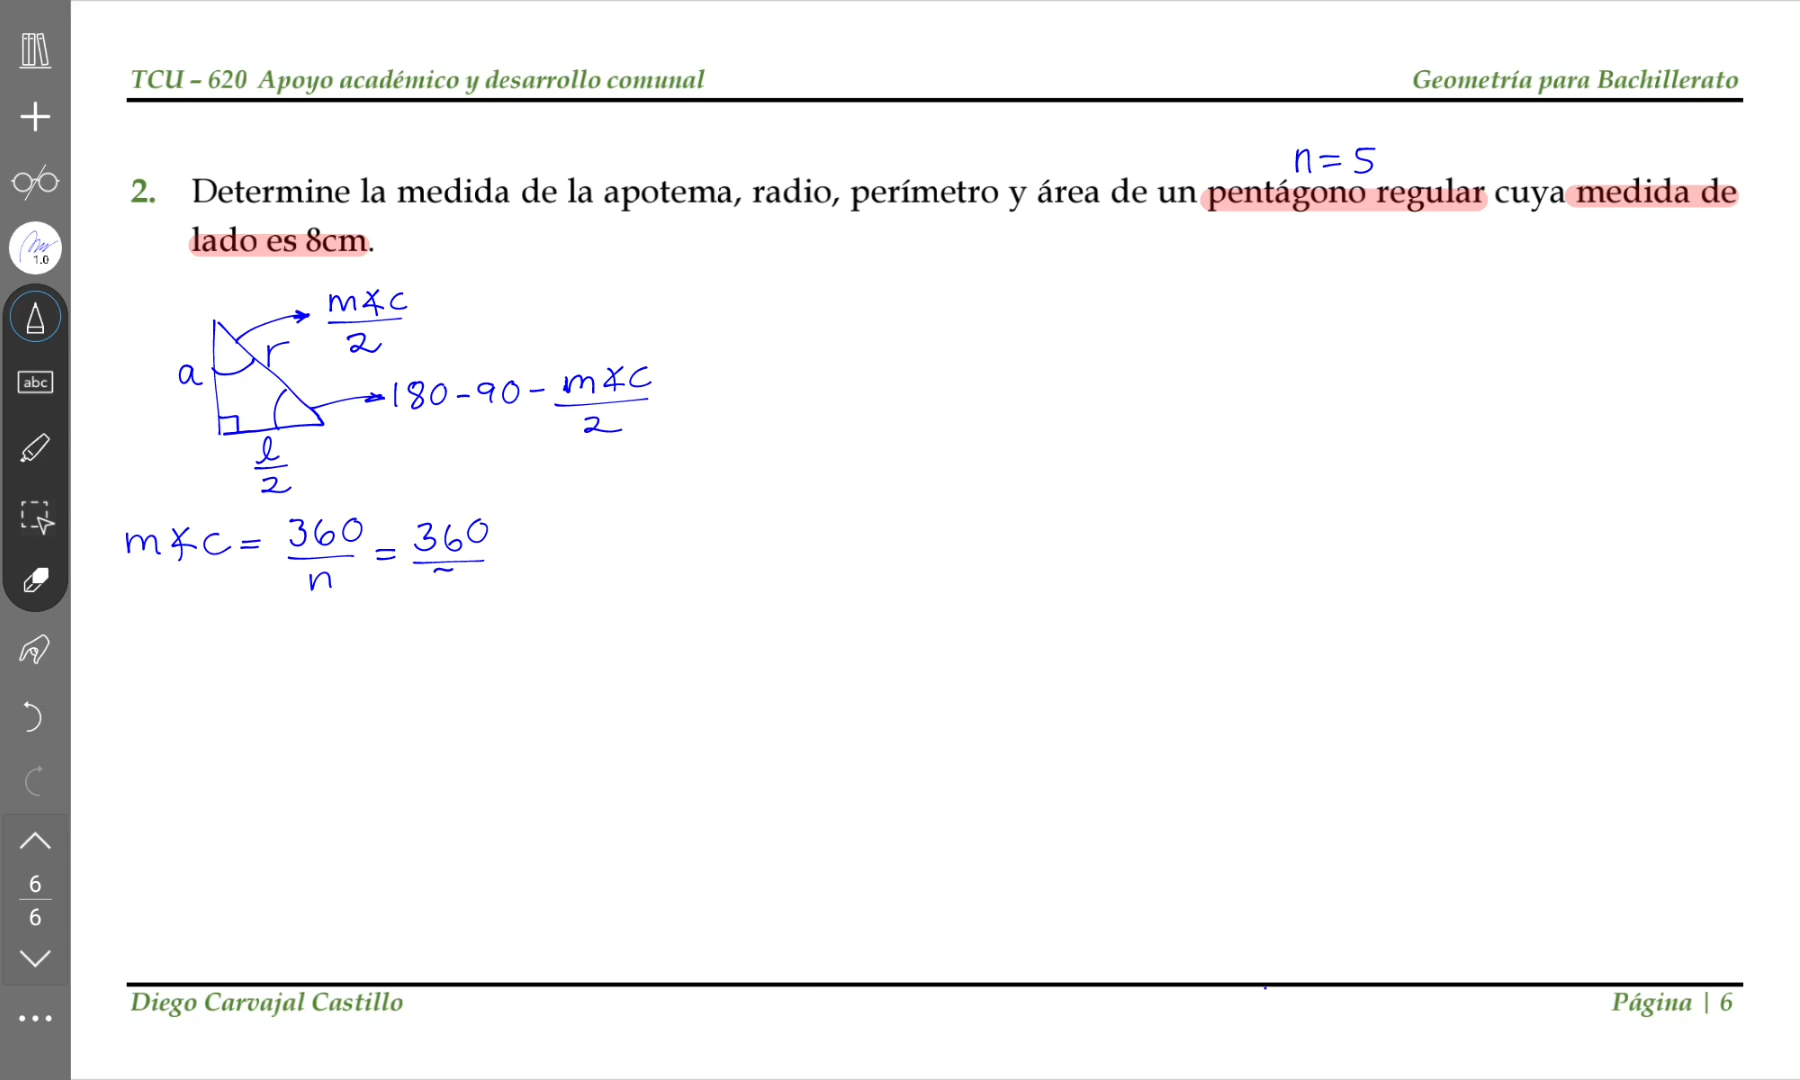 TCU – 620 Apoyo académico y desarrollo comunal
Geometría para Bachillerato
n = 5
2. Determine la medida de la apotema, radio, perímetro y área de un pentágono regular cuya medida de
lado es 8cm.
m∡c
2
a
r
180 - 90 - m∡c
2
l
2
m∡c = 360 = 360
n
1.0
abc
6
6
Diego Carvajal Castillo
Página | 6